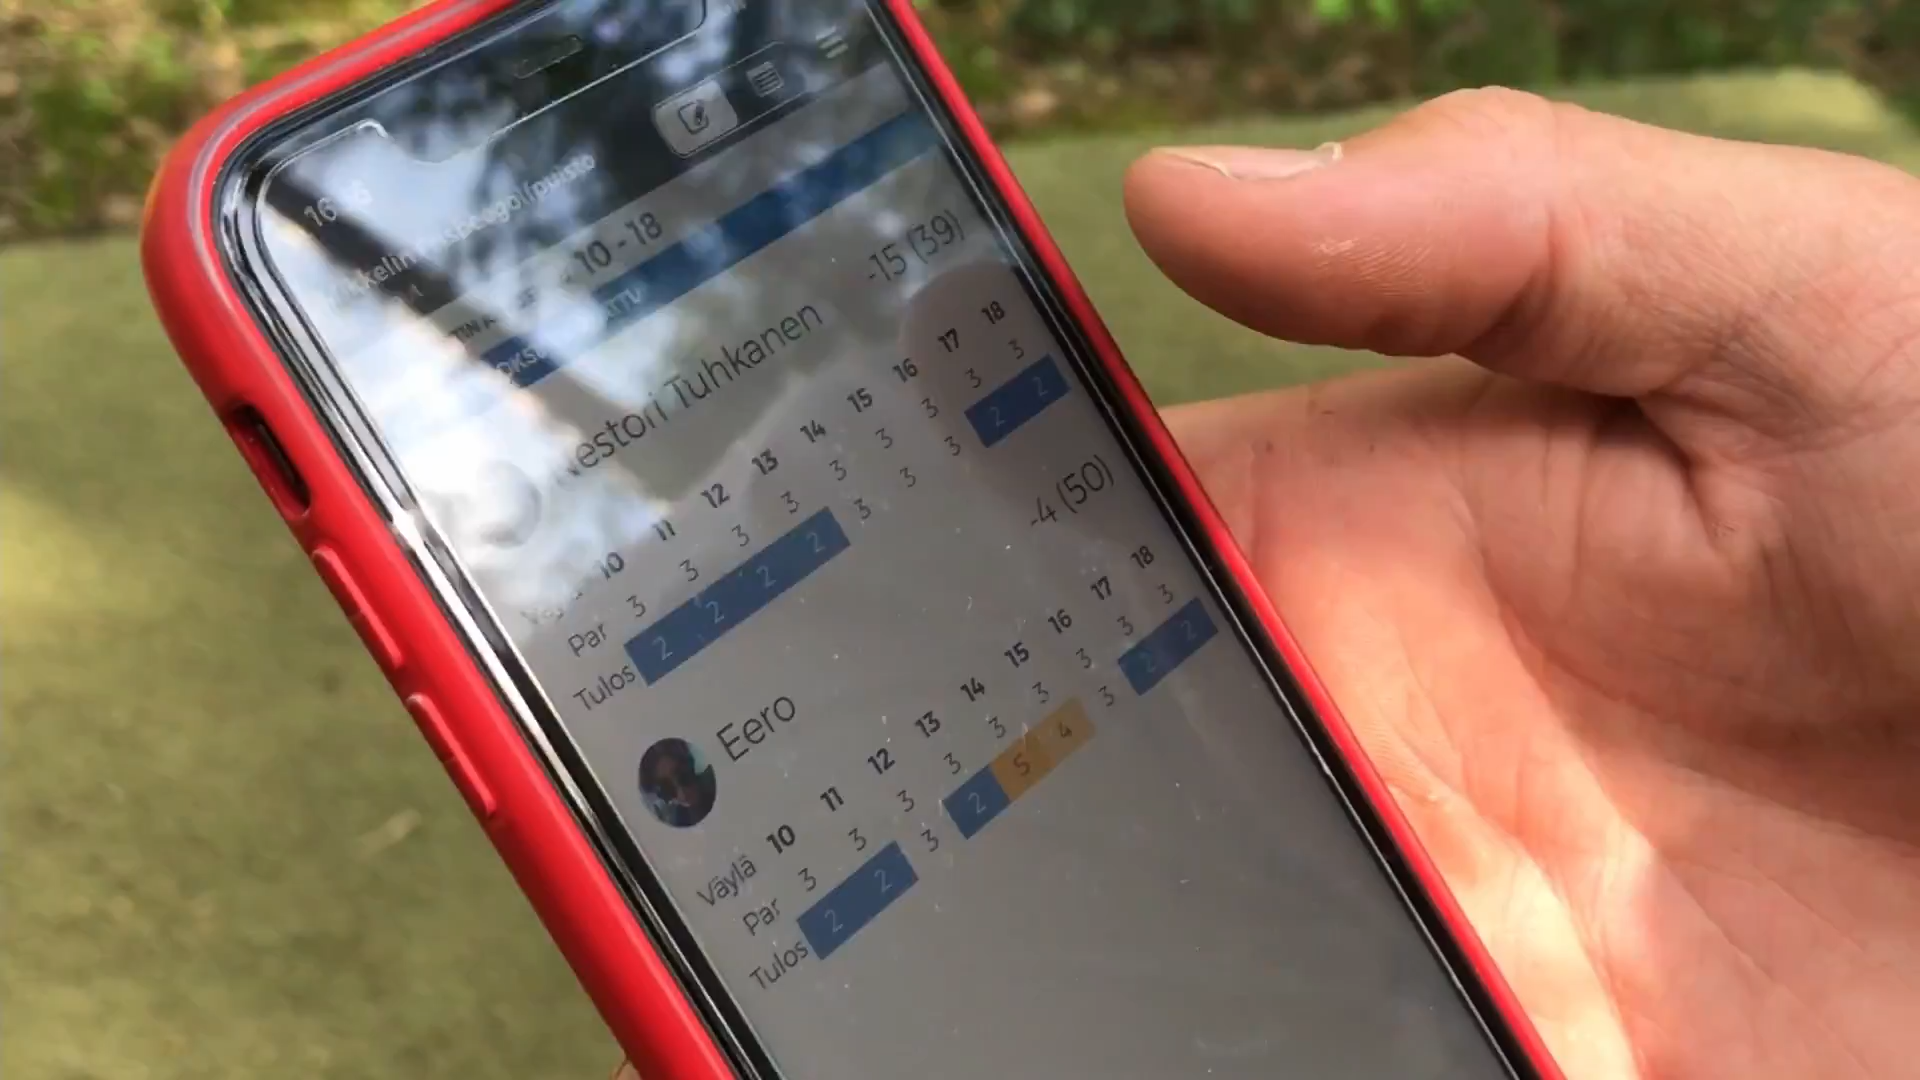 10 - 18
Nestori Tuhkanen -15 (39)
10 11 12 13 14 15 16 17 18
Par 3 3 3 3 3 3 3 3 3
Tulos 2 2 2 2 3 3 3 2 2
Eero -4 (50)
Väylä 10 11 12 13 14 15 16 17 18
Par 3 3 3 3 3 3 3 3 3
Tulos 2 2 3 2 5 4 3 2 2